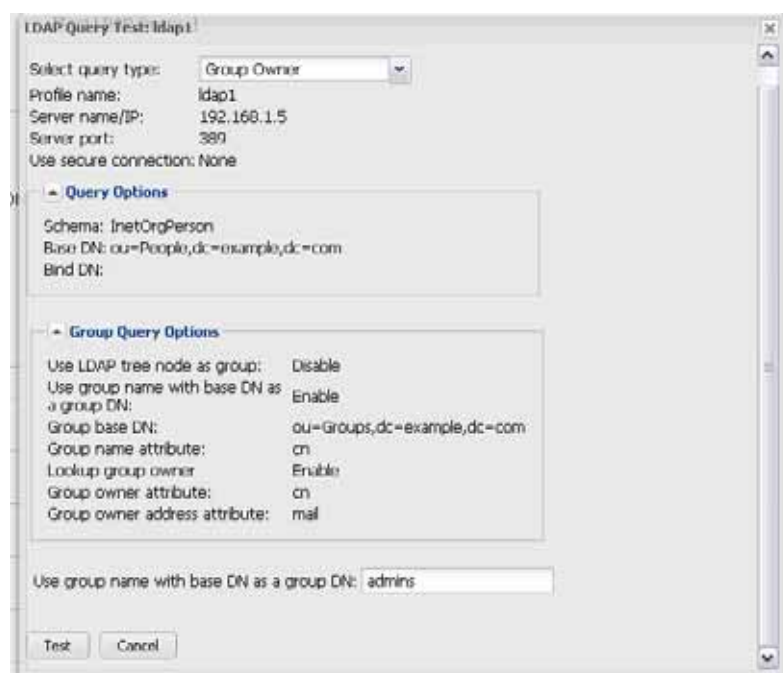 LDAP Query Test: ldap1
Select query type: Group Owner
Profile name: ldap1
Server name/IP: 192.168.1.5
Server port: 389
Use secure connection: None
Query Options
Schema: InetOrgPerson
Base DN: ou=People,dc=example,dc=com
Bind DN:
Group Query Options
Use LDAP tree node as group: Disable
Use group name with base DN as
a group DN: Enable
Group base DN: ou=Groups,dc=example,dc=com
Group name attribute: cn
Lookup group owner Enable
Group owner attribute: cn
Group owner address attribute: mail
Use group name with base DN as a group DN: admins
Test Cancel